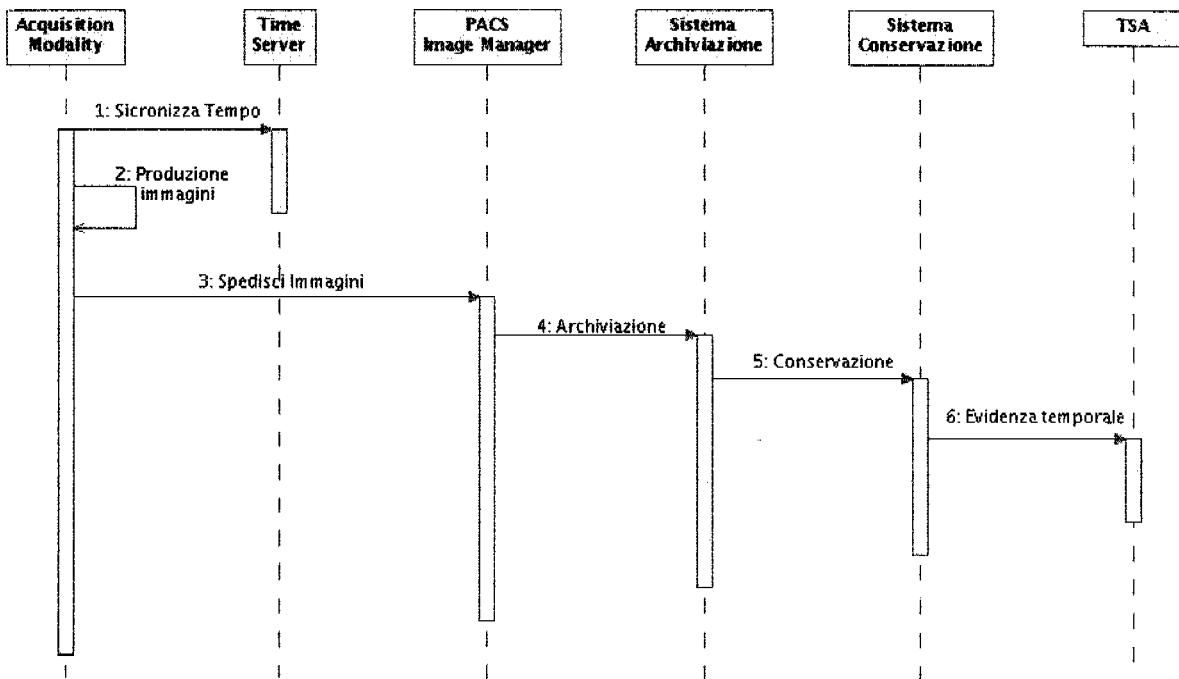 Acquisition
Modality
Time
Server
PACS
Image Manager
Sistema
Archiviazione
Sistema
Conservazione
TSA
1: Sicronizza Tempo
2: Produzione
immagini
3: Spedisci Immagini
4: Archiviazione
5: Conservazione
6: Evidenza temporale